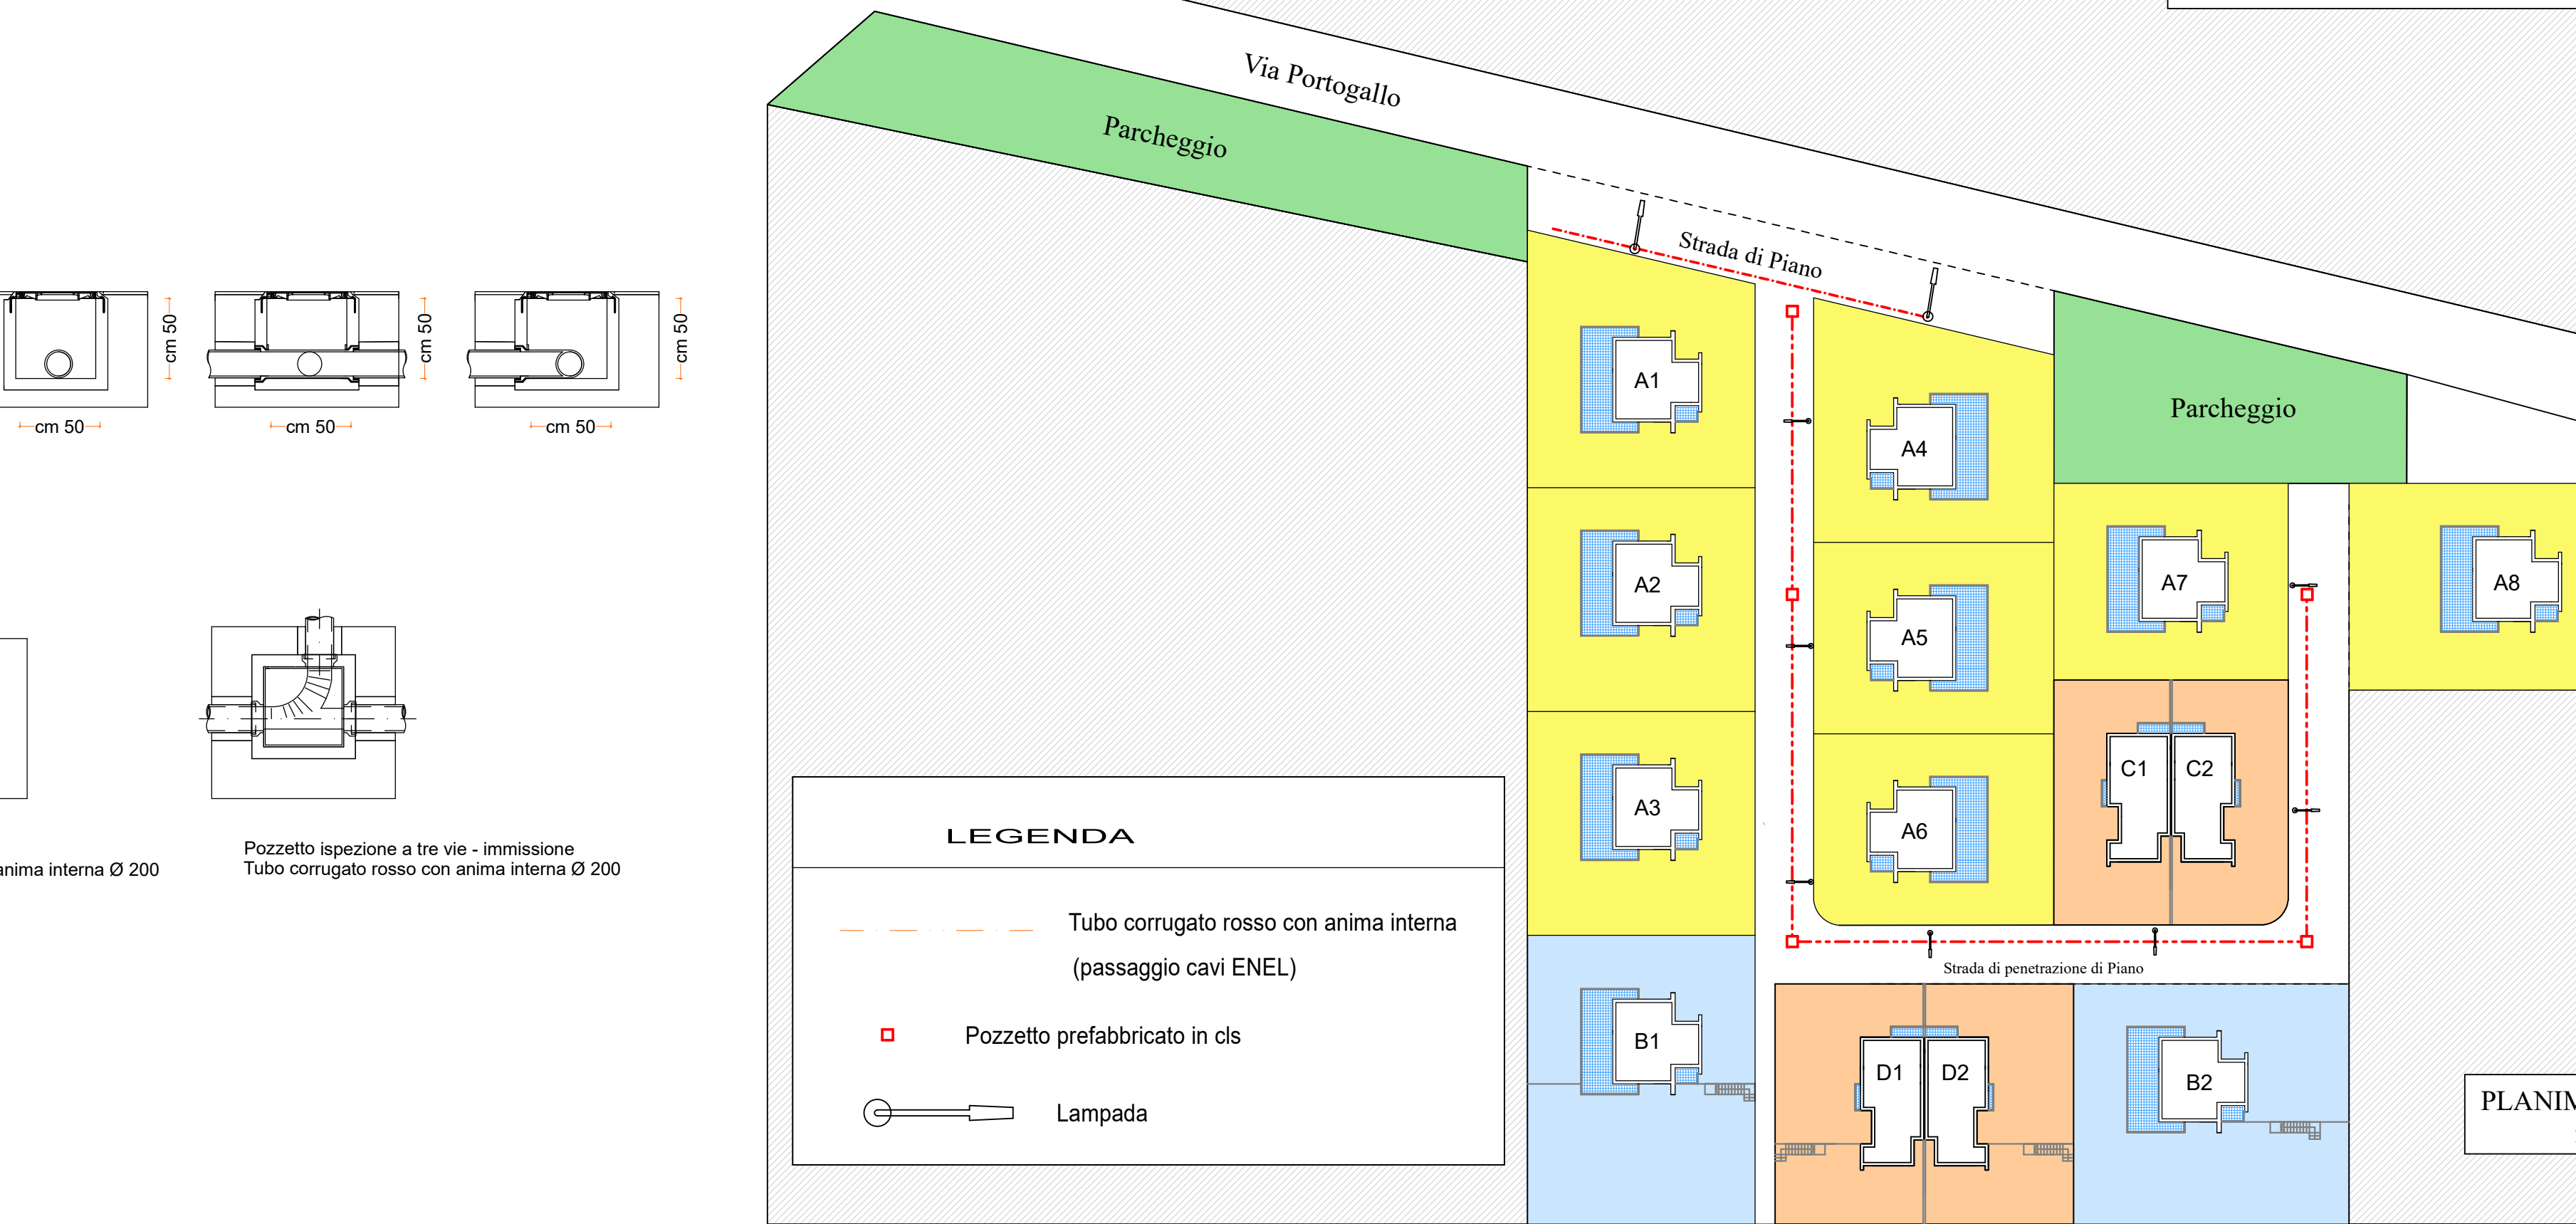 Via Portogallo
Parcheggio
Strada di Piano
cm 50
cm 50
cm 50
cm 50
cm 50
cm 50
A1
A4
Parcheggio
A2
A5
A7
A8
A3
A6
C1
C2
Pozzetto ispezione a tre vie - immissione
Tubo corrugato rosso con anima interna Ø 200
anima interna Ø 200
LEGENDA
Tubo corrugato rosso con anima interna
(passaggio cavi ENEL)
Pozzetto prefabbricato in cls
Lampada
Strada di penetrazione di Piano
B1
D1
D2
B2